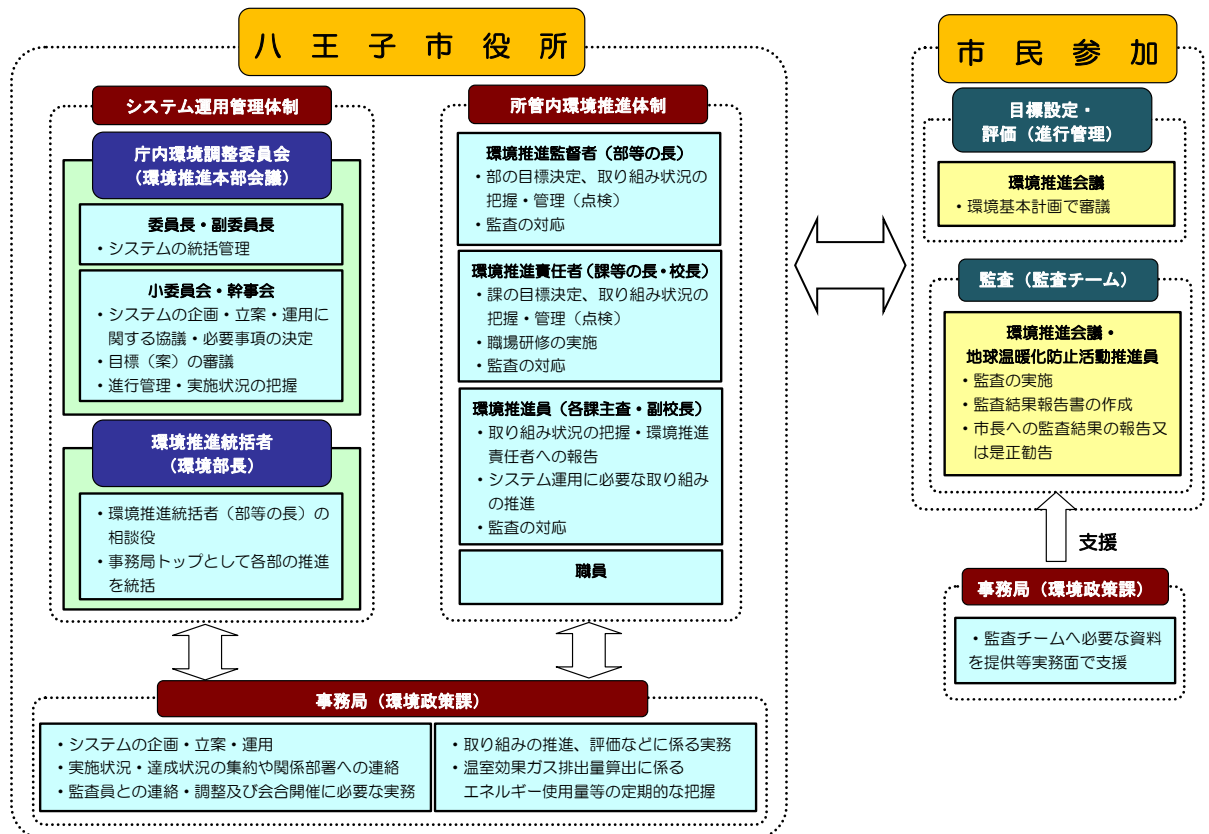 八王子市役所
システム運用管理体制
庁内環境調整委員会
（環境推進本部会議）
委員長・副委員長
・システムの統括管理
小委員会・幹事会
・システムの企画・立案・運用に
関する協議・必要事項の決定
・目標（案）の審議
・進行管理・実施状況の把握
環境推進統括者
（環境部長）
・環境推進統括者（部等の長）の
相談役
・事務局トップとして各部の推進
を統括
所管内環境推進体制
環境推進監督者（部等の長）
・部の目標決定、取り組み状況の
把握・管理（点検）
・監査の対応
環境推進責任者（課等の長・校長）
・課の目標決定、取り組み状況の
把握・管理（点検）
・職場研修の実施
・監査の対応
環境推進員（各課主査・副校長）
・取り組み状況の把握・環境推進
責任者への報告
・システム運用に必要な取り組み
の推進
・監査の対応
職員
事務局（環境政策課）
・システムの企画・立案・運用
・実施状況・達成状況の集約や関係部署への連絡
・監査員との連絡・調整及び会合開催に必要な実務
・取り組みの推進、評価などに係る実務
・温室効果ガス排出量算出に係る
エネルギー使用量等の定期的な把握
市民参加
目標設定・
評価（進行管理）
環境推進会議
・環境基本計画で審議
監査（監査チーム）
環境推進会議・
地球温暖化防止活動推進員
・監査の実施
・監査結果報告書の作成
・市長への監査結果の報告又
は是正勧告
支援
事務局（環境政策課）
・監査チームへ必要な資料
を提供等実務面で支援